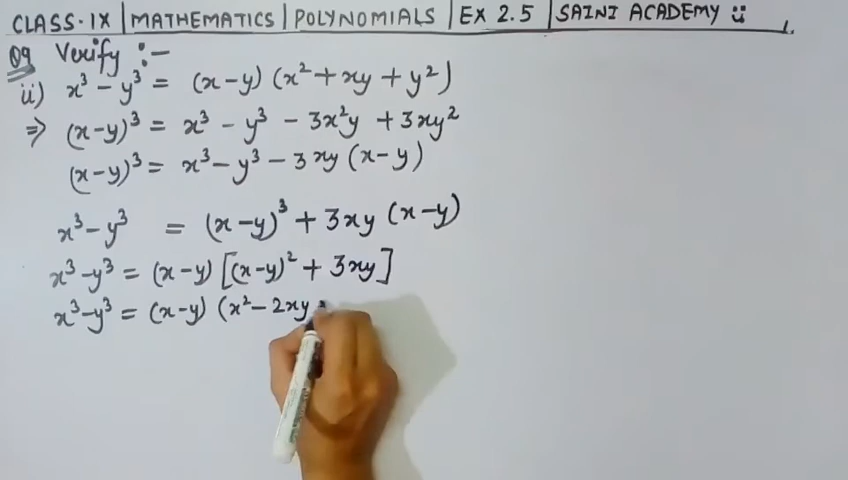 CLASS-IX | MATHEMATICS | POLYNOMIALS | EX 2.5 | SAINI ACADEMY
1.
Q9 Verify :-
ii) x³ - y³ = (x-y) (x² + xy + y²)
⇒ (x-y)³ = x³ - y³ - 3x²y + 3xy²
(x-y)³ = x³ - y³ - 3xy (x-y)
x³ - y³ = (x-y)³ + 3xy (x-y)
x³ - y³ = (x-y) [(x-y)² + 3xy]
x³ - y³ = (x-y) (x² - 2xy